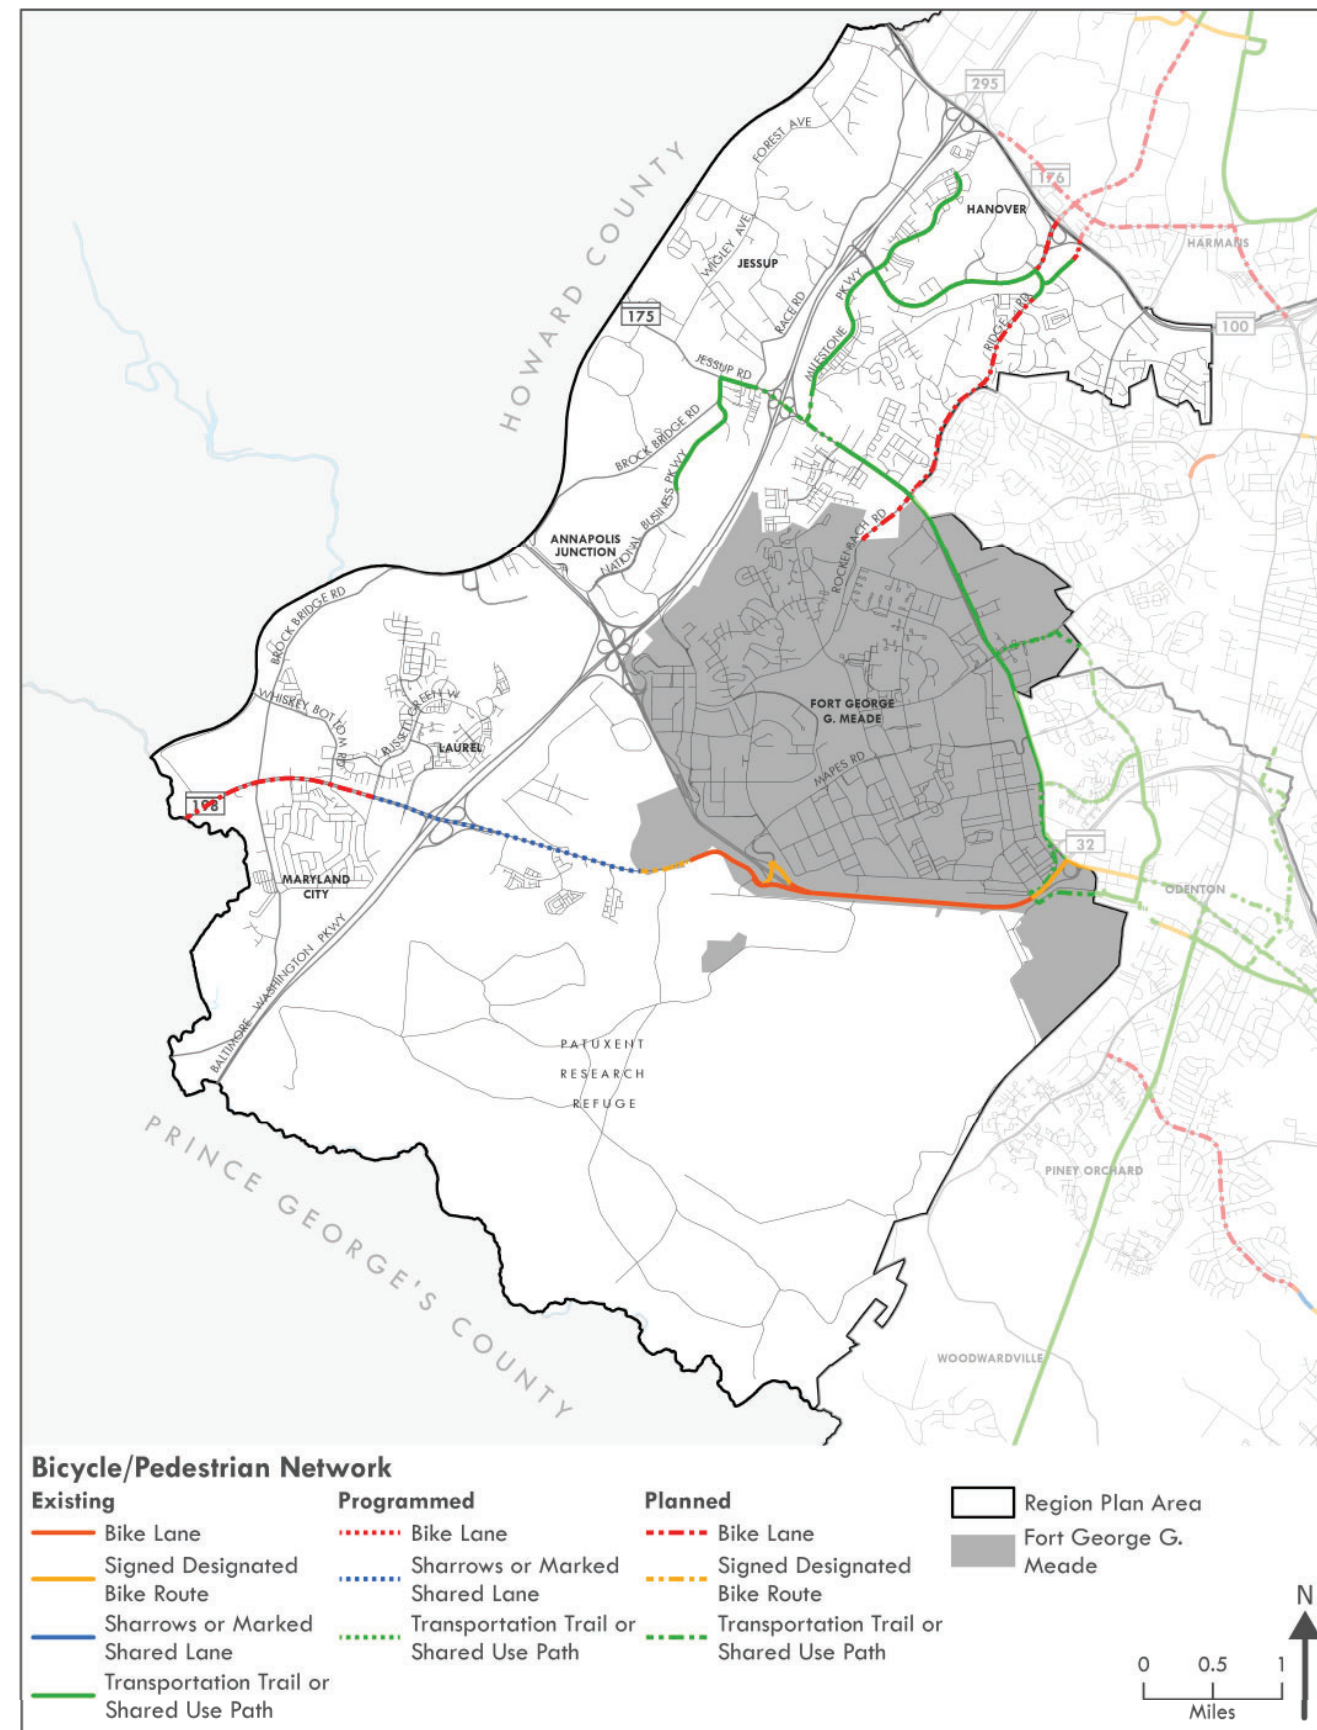 295
FOREST AVE
176
HANOVER
HARMANS
HOWARD COUNTY
WIGLEY AVE
JESSUP
PKWY
175
RACE RD
RIDGE RD
100
MILESTONE
JESSUP RD
BROCK BRIDGE RD
NATIONAL BUSINESS PKWY
ROCKENBACH RD
ANNAPOLIS
JUNCTION
BROCK BRIDGE RD
WHISKEY BOTTOM RD
RUSSETT GREEN W
LAUREL
FORT GEORGE
G. MEADE
MAPES RD
198
32
MARYLAND
CITY
ODENTON
BALTIMORE WASHINGTON PKWY
PATUXENT
RESEARCH
REFUGE
PRINCE GEORGE'S COUNTY
PINEY ORCHARD
WOODWARDVILLE
Bicycle/Pedestrian Network
Existing
Bike Lane
Signed Designated
Bike Route
Sharrows or Marked
Shared Lane
Transportation Trail or
Shared Use Path
Programmed
Bike Lane
Sharrows or Marked
Shared Lane
Transportation Trail or
Shared Use Path
Planned
Bike Lane
Signed Designated
Bike Route
Transportation Trail or
Shared Use Path
Region Plan Area
Fort George G.
Meade
N
0 0.5 1
Miles